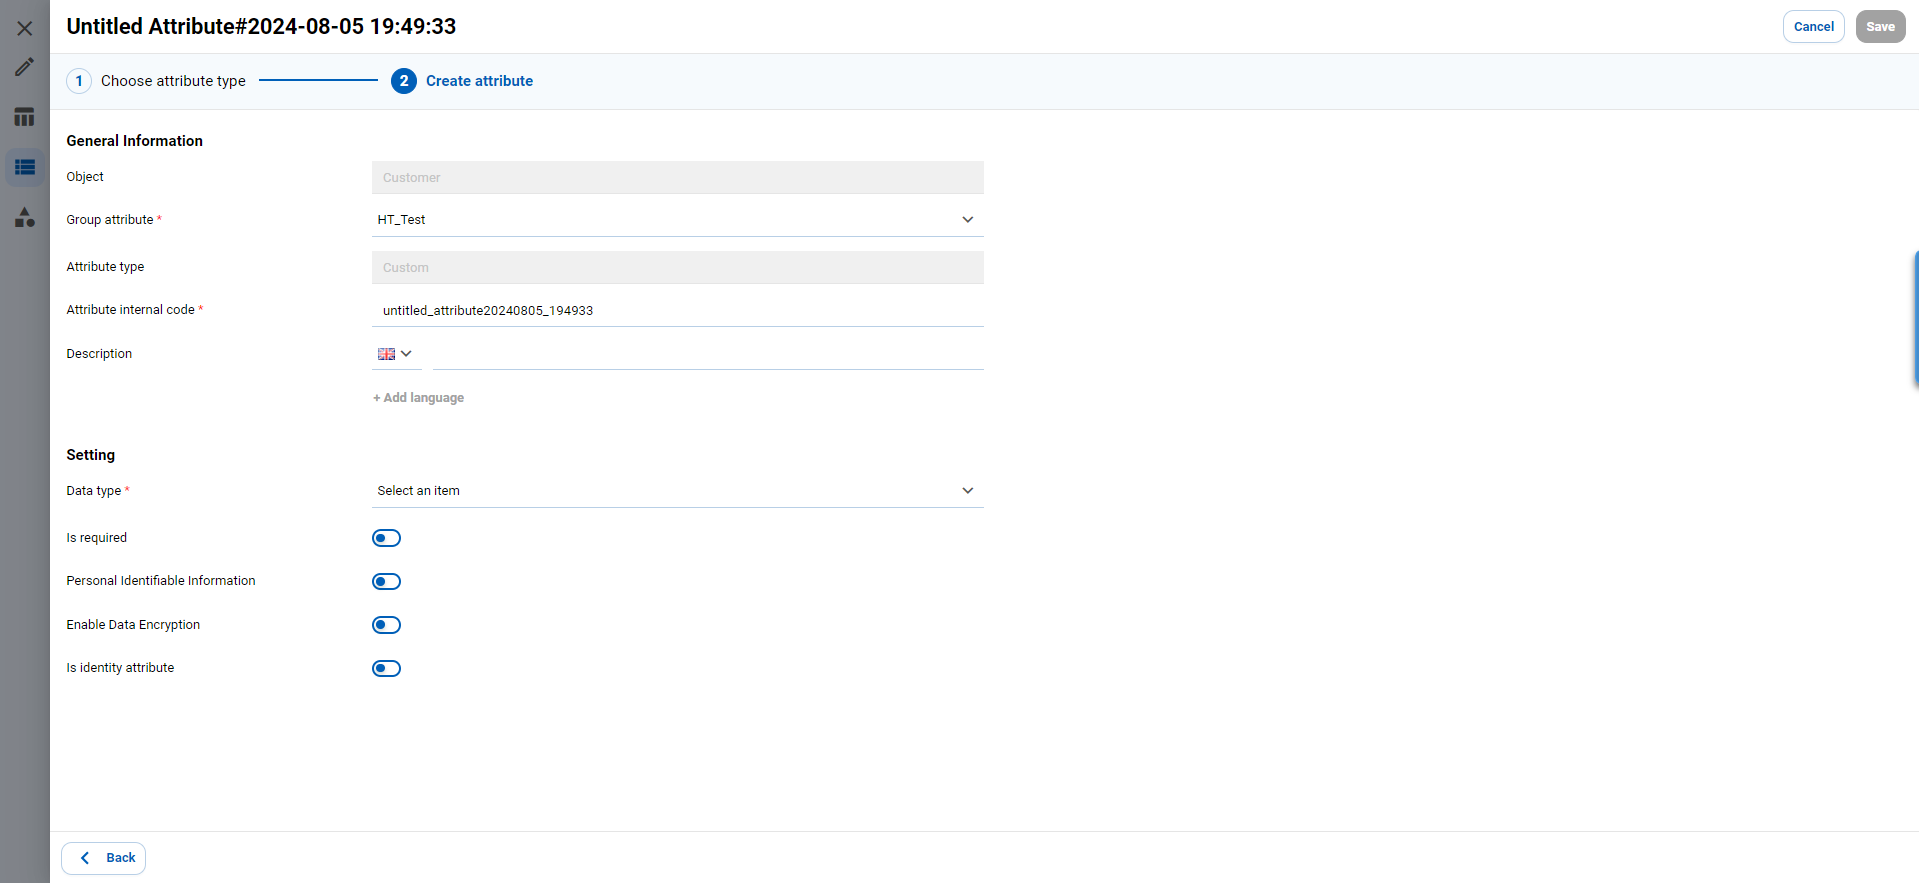 Untitled Attribute#2024-08-05 19:49:33
Cancel
Save
1 Choose attribute type
2 Create attribute
General Information
Object
Customer
Group attribute *
HT_Test
Attribute type
Custom
Attribute internal code *
untitled_attribute20240805_194933
Description
+ Add language
Setting
Data type *
Select an item
Is required
Personal Identifiable Information
Enable Data Encryption
Is identity attribute
Back